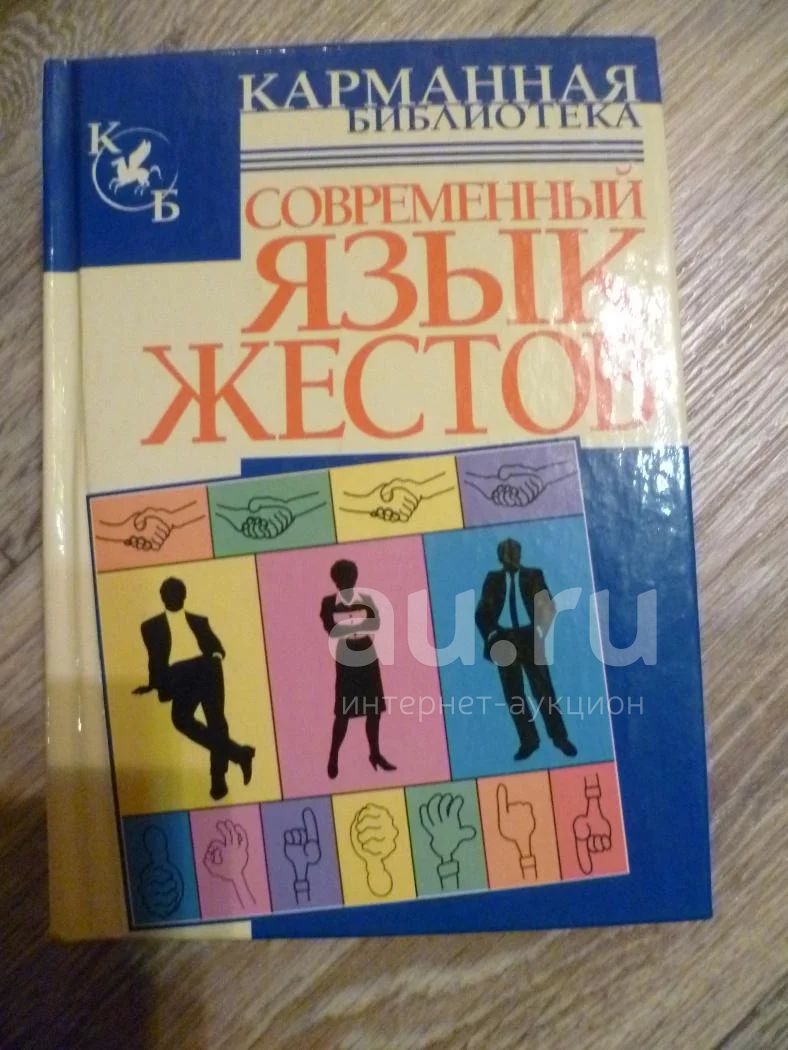 КАРМАННАЯ
БИБЛИОТЕКА
К
Б
СОВРЕМЕННЫЙ
ЯЗЫК
ЖЕСТОВ
au.ru
интернет-аукцион